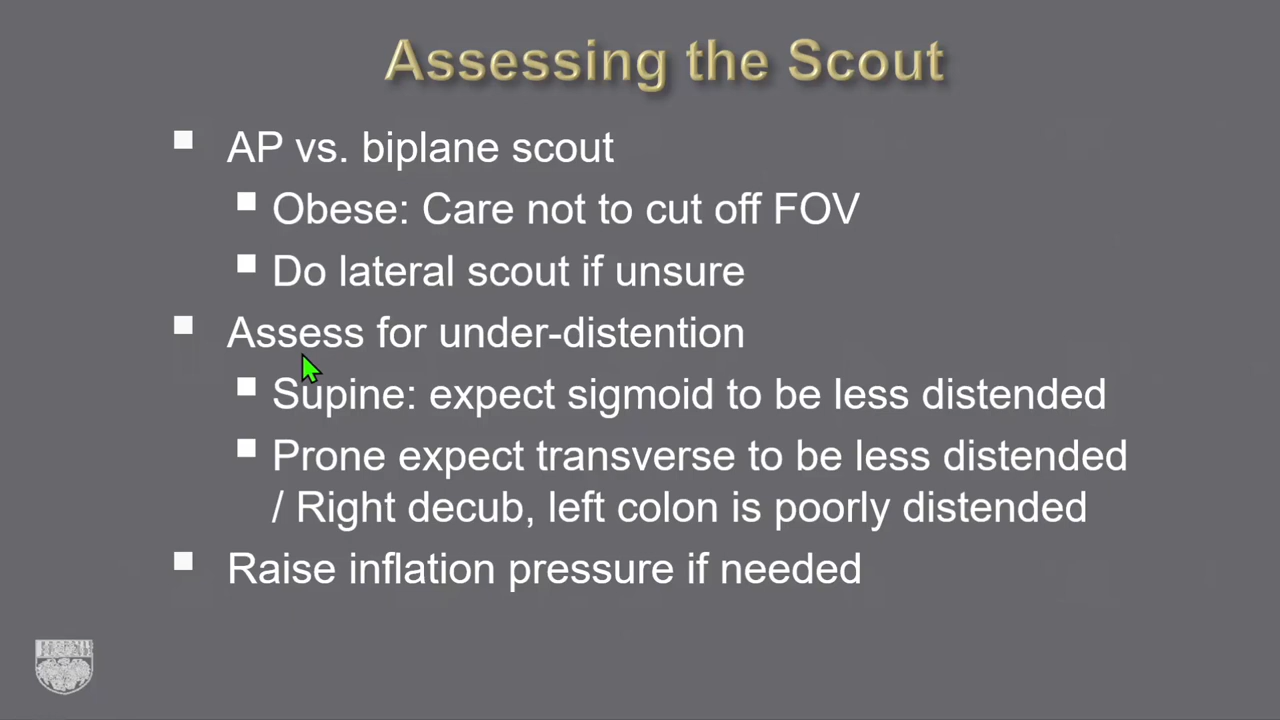 Assessing the Scout
AP vs. biplane scout
Obese: Care not to cut off FOV
Do lateral scout if unsure
Assess for under-distention
Supine: expect sigmoid to be less distended
Prone expect transverse to be less distended
/ Right decub, left colon is poorly distended
Raise inflation pressure if needed